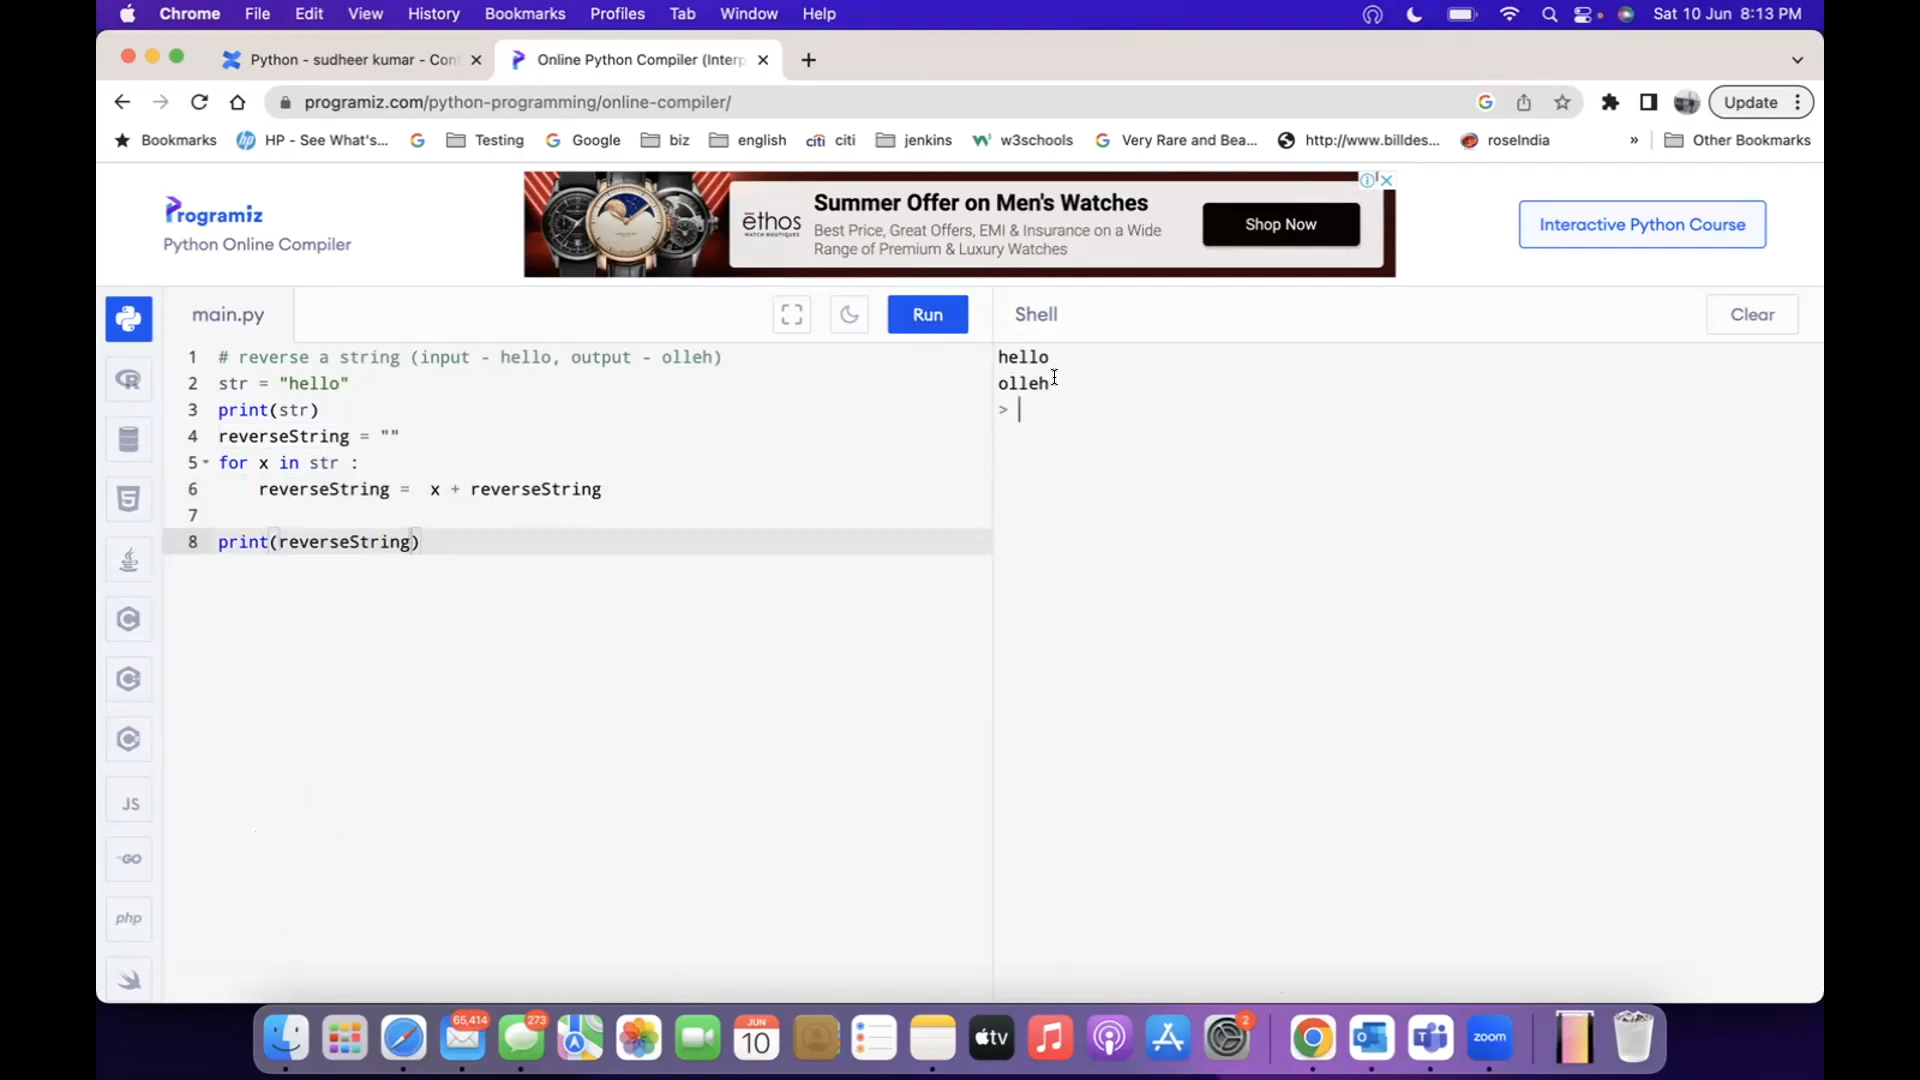 Chrome File Edit View History Bookmarks Profiles Tab Window Help Sat 10 Jun 8:13 PM
Python - sudheer kumar - Con
Online Python Compiler (Interp
programiz.com/python-programming/online-compiler/
Update
Bookmarks HP - See What's... Testing Google biz english citi citi jenkins w3schools Very Rare and Bea... http://www.billdes... roseIndia » Other Bookmarks
Programiz
Python Online Compiler
ēthos
WATCH BOUTIQUES
Summer Offer on Men's Watches
Best Price, Great Offers, EMI & Insurance on a Wide
Range of Premium & Luxury Watches
Shop Now
Interactive Python Course
main.py
Run
Shell
Clear
1 # reverse a string (input - hello, output - olleh)
2 str = "hello"
3 print(str)
4 reverseString = ""
5 for x in str :
6 reverseString =  x + reverseString
7
8 print(reverseString)
hello
olleh
>
JS
GO
php
65,414
273
JUN
10
tv
2
zoom